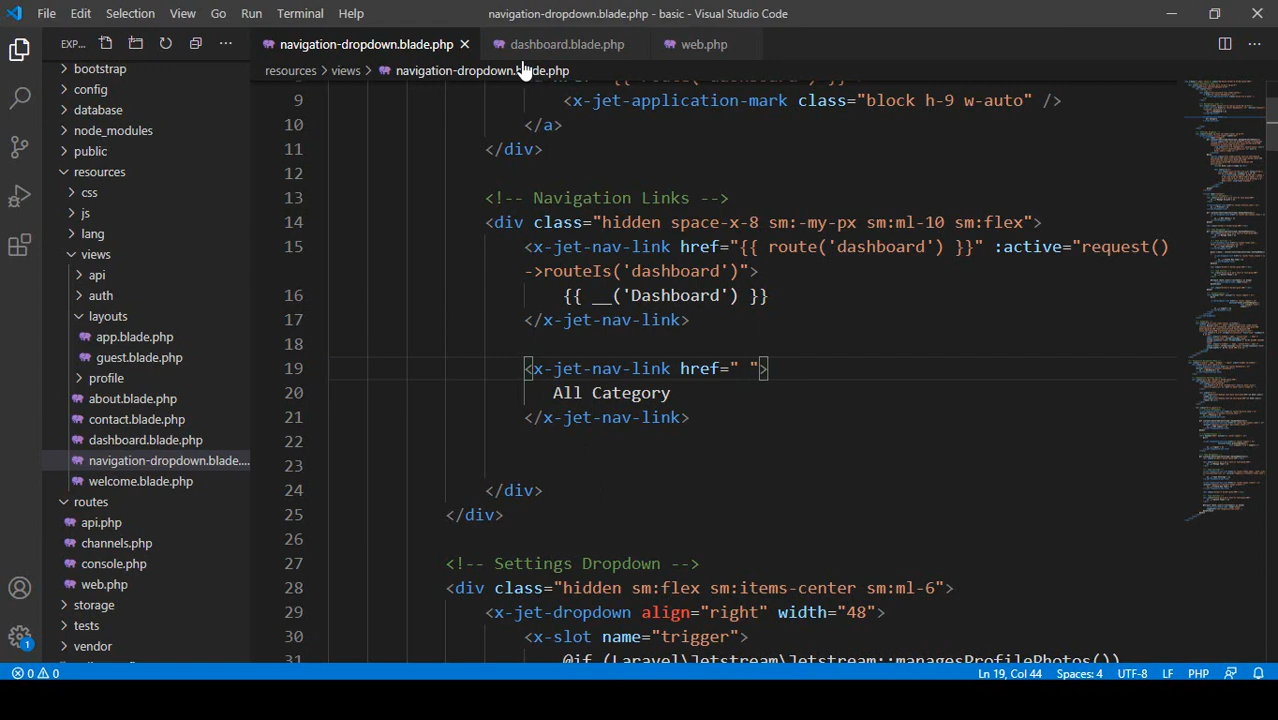 File Edit Selection View Go Run Terminal Help navigation-dropdown.blade.php - basic - Visual Studio Code
EXP... navigation-dropdown.blade.php dashboard.blade.php web.php
resources > views > navigation-dropdown.blade.php
bootstrap
config
database
node_modules
public
resources
css
js
lang
views
api
auth
layouts
app.blade.php
guest.blade.php
profile
about.blade.php
contact.blade.php
dashboard.blade.php
navigation-dropdown.blade....
welcome.blade.php
routes
api.php
channels.php
console.php
web.php
storage
tests
vendor
9 <x-jet-application-mark class="block h-9 w-auto" />
10 </a>
11 </div>
12
13 <!-- Navigation Links -->
14 <div class="hidden space-x-8 sm:-my-px sm:ml-10 sm:flex">
15 <x-jet-nav-link href="{{ route('dashboard') }}" :active="request()
->routeIs('dashboard')">
16 {{ __('Dashboard') }}
17 </x-jet-nav-link>
18
19 <x-jet-nav-link href=" ">
20 All Category
21 </x-jet-nav-link>
22
23
24 </div>
25 </div>
26
27 <!-- Settings Dropdown -->
28 <div class="hidden sm:flex sm:items-center sm:ml-6">
29 <x-jet-dropdown align="right" width="48">
30 <x-slot name="trigger">
31 @if (Laravel\Jetstream\Jetstream::managesProfilePhotos())
0 0 Ln 19, Col 44 Spaces: 4 UTF-8 LF PHP
1